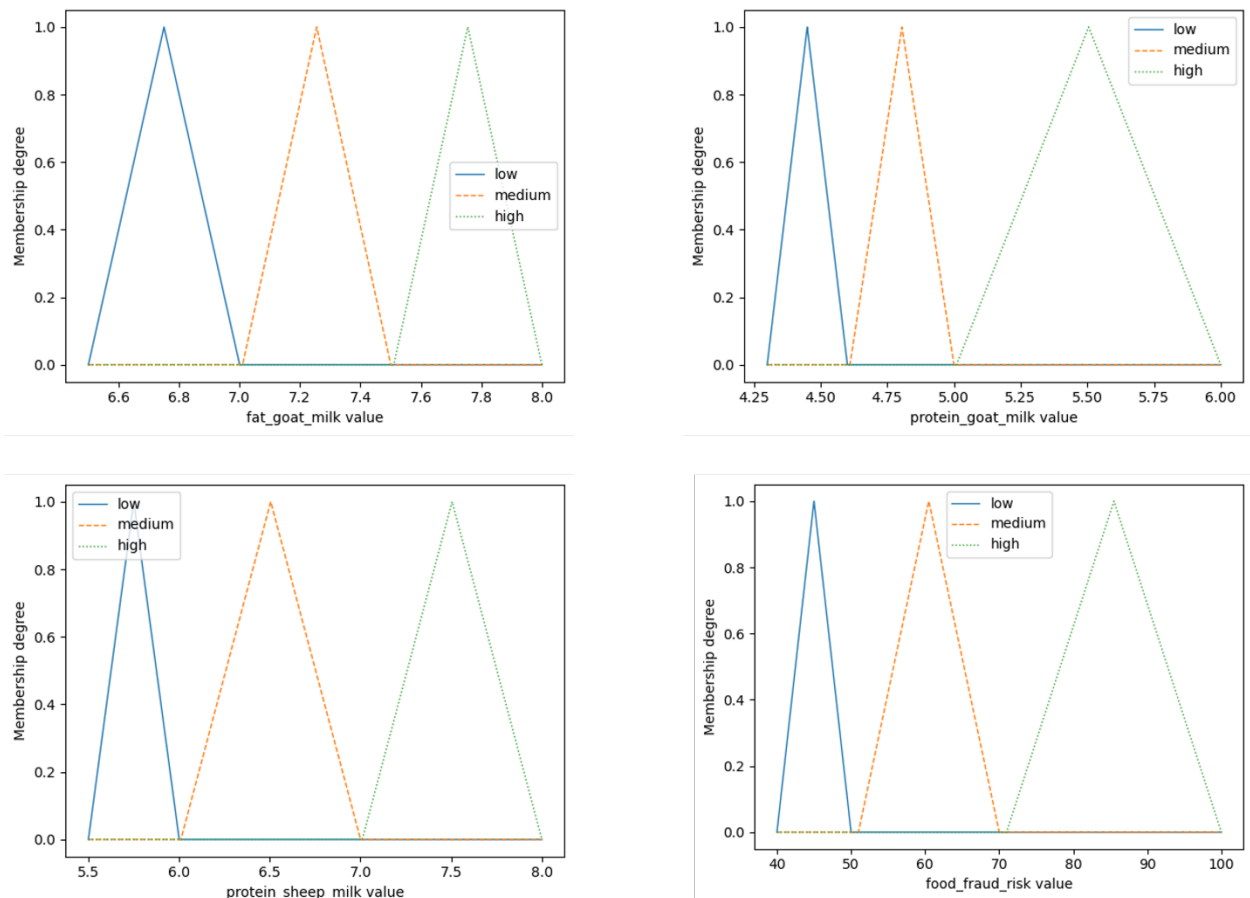 1.0
0.8
0.6
0.4
0.2
0.0
Membership degree
low
medium
high
6.6 6.8 7.0 7.2 7.4 7.6 7.8 8.0
fat_goat_milk value
1.0
0.8
0.6
0.4
0.2
0.0
Membership degree
low
medium
high
4.25 4.50 4.75 5.00 5.25 5.50 5.75 6.00
protein_goat_milk value
1.0
0.8
0.6
0.4
0.2
0.0
Membership degree
low
medium
high
5.5 6.0 6.5 7.0 7.5 8.0
protein_sheep_milk value
1.0
0.8
0.6
0.4
0.2
0.0
Membership degree
low
medium
high
40 50 60 70 80 90 100
food_fraud_risk value